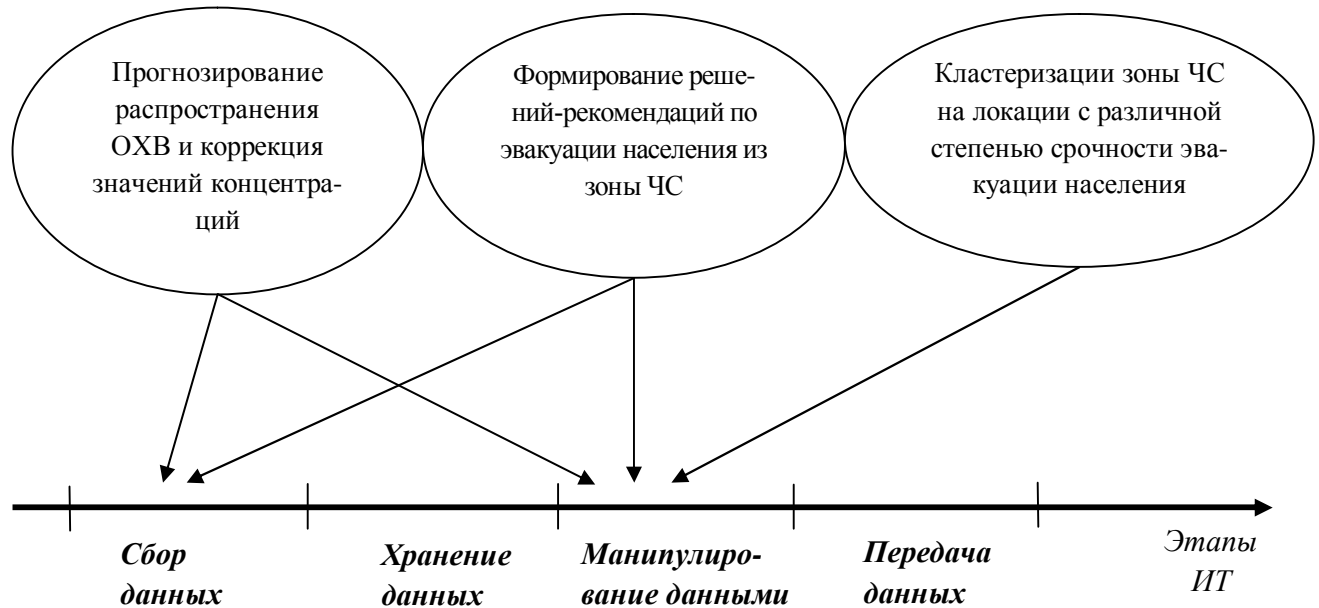 Прогнозирование
распространения
ОХВ и коррекция
значений концентра-
ций
Формирование реше-
ний-рекомендаций по
эвакуации населения из
зоны ЧС
Кластеризации зоны ЧС
на локации с различной
степенью срочности эва-
куации населения
Сбор
данных
Хранение
данных
Манипулиро-
вание данными
Передача
данных
Этапы
ИТ